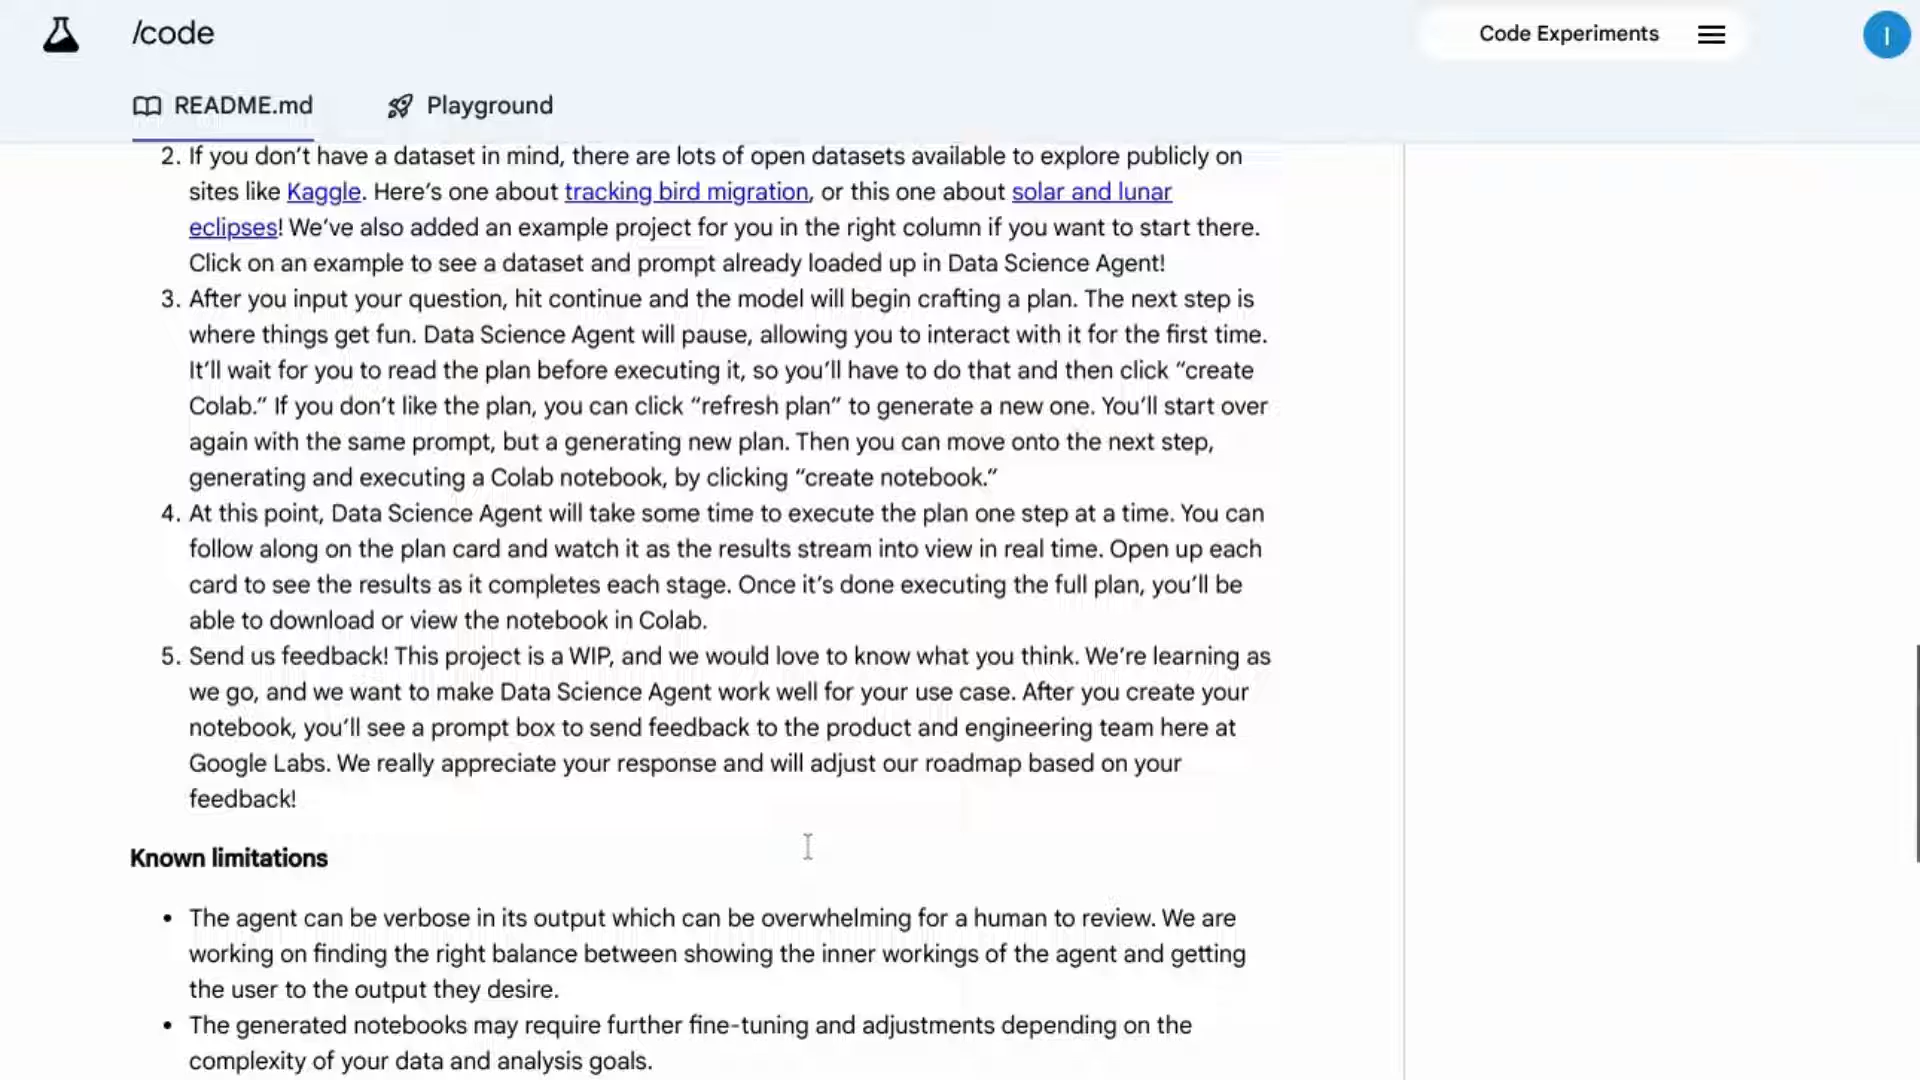 /code
Code Experiments
I
README.md
Playground
2. If you don’t have a dataset in mind, there are lots of open datasets available to explore publicly on
sites like Kaggle. Here’s one about tracking bird migration, or this one about solar and lunar
eclipses! We’ve also added an example project for you in the right column if you want to start there.
Click on an example to see a dataset and prompt already loaded up in Data Science Agent!
3. After you input your question, hit continue and the model will begin crafting a plan. The next step is
where things get fun. Data Science Agent will pause, allowing you to interact with it for the first time.
It’ll wait for you to read the plan before executing it, so you’ll have to do that and then click “create
Colab.” If you don’t like the plan, you can click “refresh plan” to generate a new one. You’ll start over
again with the same prompt, but a generating new plan. Then you can move onto the next step,
generating and executing a Colab notebook, by clicking “create notebook.”
4. At this point, Data Science Agent will take some time to execute the plan one step at a time. You can
follow along on the plan card and watch it as the results stream into view in real time. Open up each
card to see the results as it completes each stage. Once it’s done executing the full plan, you’ll be
able to download or view the notebook in Colab.
5. Send us feedback! This project is a WIP, and we would love to know what you think. We’re learning as
we go, and we want to make Data Science Agent work well for your use case. After you create your
notebook, you’ll see a prompt box to send feedback to the product and engineering team here at
Google Labs. We really appreciate your response and will adjust our roadmap based on your
feedback!
Known limitations
• The agent can be verbose in its output which can be overwhelming for a human to review. We are
working on finding the right balance between showing the inner workings of the agent and getting
the user to the output they desire.
• The generated notebooks may require further fine-tuning and adjustments depending on the
complexity of your data and analysis goals.